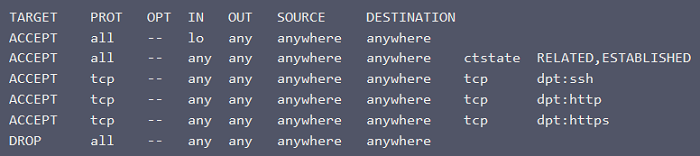 TARGET PROT OPT IN OUT SOURCE DESTINATION
ACCEPT all -- lo any anywhere anywhere
ACCEPT all -- any any anywhere anywhere ctstate RELATED,ESTABLISHED
ACCEPT tcp -- any any anywhere anywhere tcp dpt:ssh
ACCEPT tcp -- any any anywhere anywhere tcp dpt:http
ACCEPT tcp -- any any anywhere anywhere tcp dpt:https
DROP all -- any any anywhere anywhere